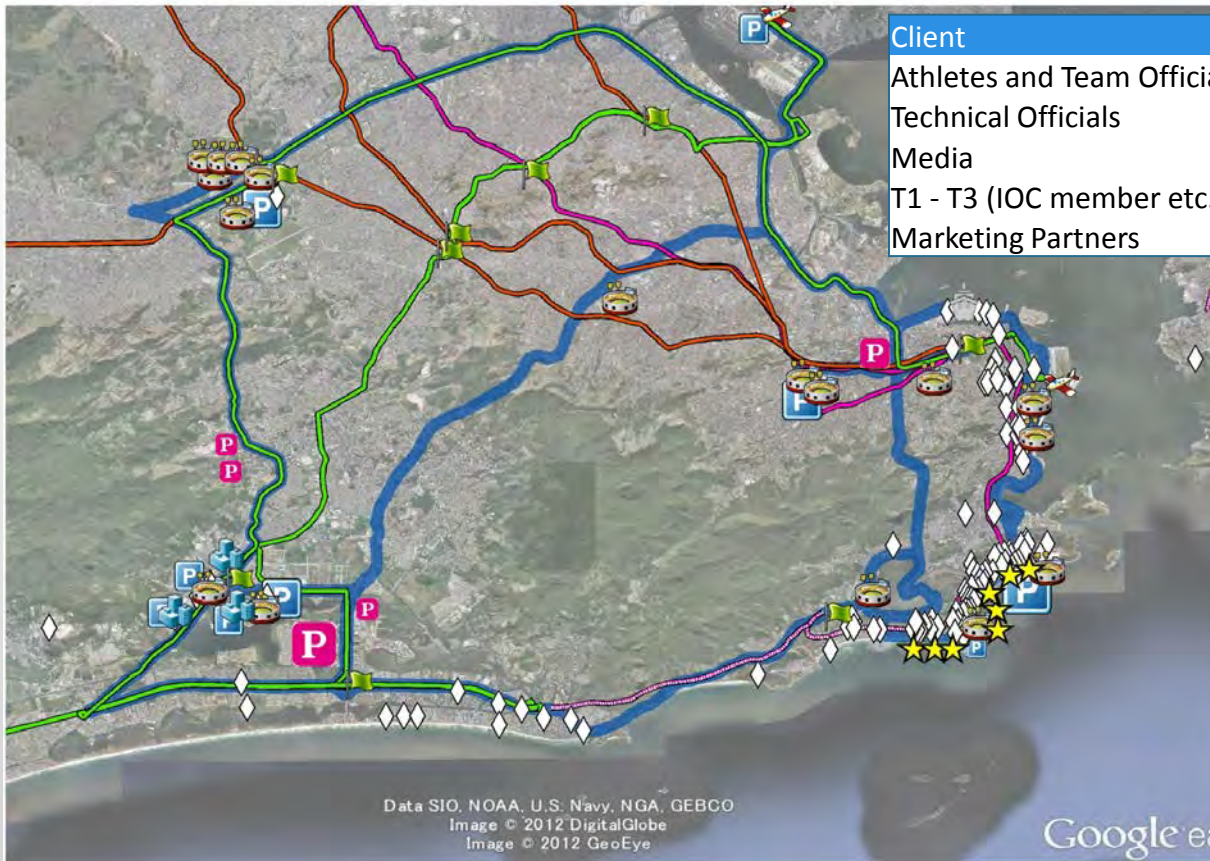 P
Client
Athletes and Team Officia
Technical Officials
Media
T1 - T3 (IOC member etc.
Marketing Partners
P
P
P
P
P
P
P
P
P
P
P
Data SIO, NOAA, U.S. Navy, NGA, GEBCO
Image © 2012 DigitalGlobe
Image © 2012 GeoEye
Google ea